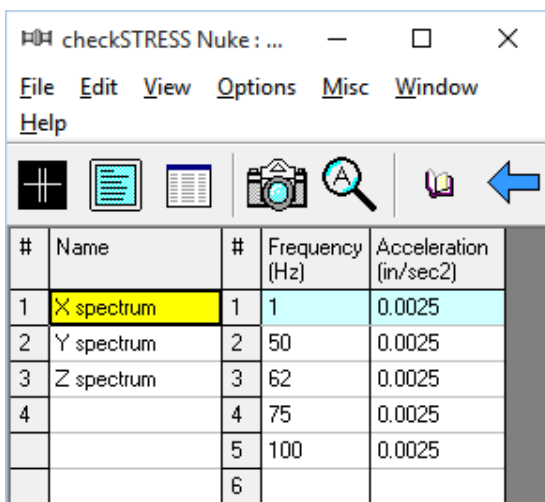 checkSTRESS Nuke : ...
File Edit View Options Misc Window
Help
A
# Name # Frequency Acceleration
(Hz) (in/sec2)
1 X spectrum 1 1 0.0025
2 Y spectrum 2 50 0.0025
3 Z spectrum 3 62 0.0025
4 4 75 0.0025
5 100 0.0025
6